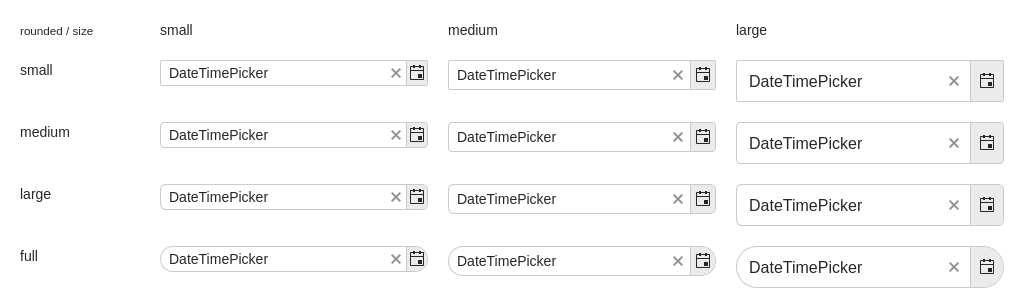 rounded / size small medium large
small DateTimePicker DateTimePicker DateTimePicker
medium DateTimePicker DateTimePicker DateTimePicker
large DateTimePicker DateTimePicker DateTimePicker
full DateTimePicker DateTimePicker DateTimePicker